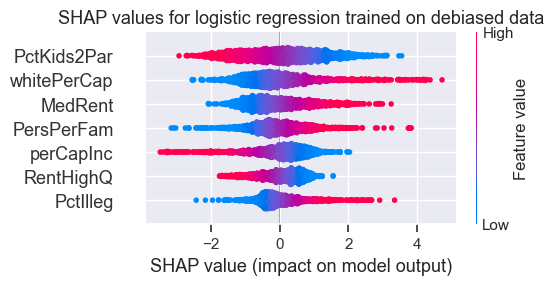 SHAP values for logistic regression trained on debiased data
High
PctKids2Par
whitePerCap
MedRent
PersPerFam
perCapInc
RentHighQ
PctIlleg
Feature value
Low
−2
0
2
4
SHAP value (impact on model output)